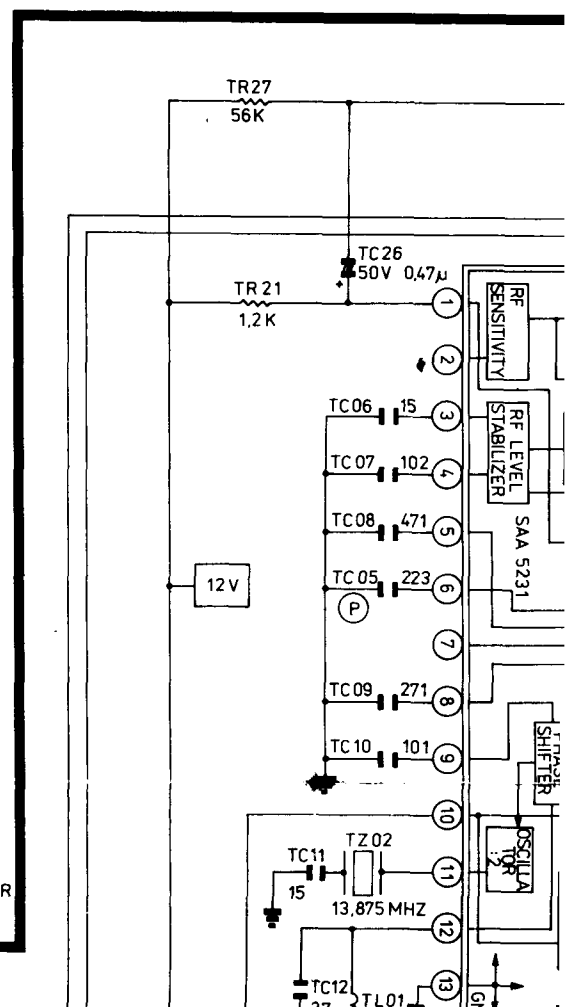 TR27
56K
TC26
50V 0,47µ
TR21
1,2K
1
RF
SENSITIVITY
2
TC06 15
3
RF LEVEL
STABILIZER
TC07 102
4
TC08 471
5
SAA 5231
12V
TC05 223
6
P
7
TC09 271
8
TC10 101
9
PHASE
SHIFTER
10
OSCILLA
TOR
:2
TZ02
TC11
11
15
13,875 MHZ
R
12
TC12
TL01
13